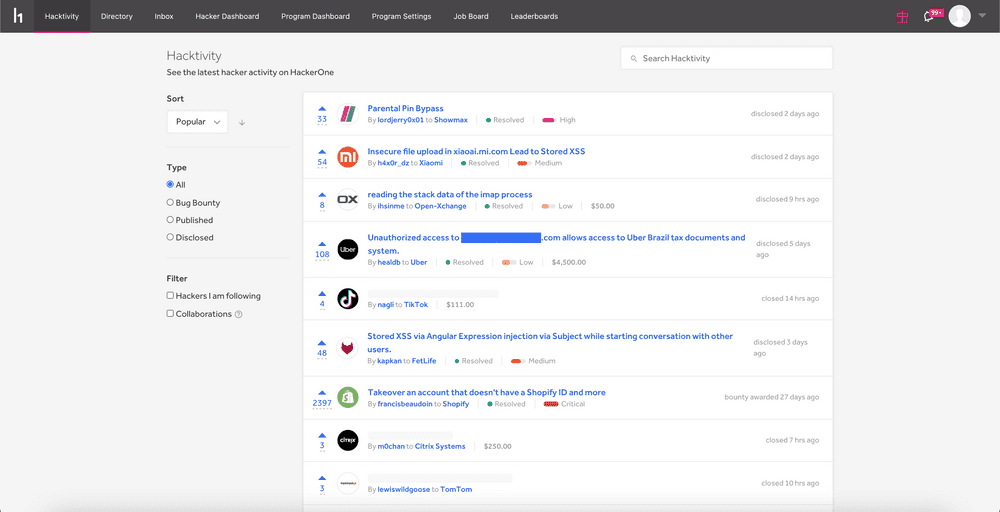 h1 Hacktivity Directory Inbox Hacker Dashboard Program Dashboard Program Settings Job Board Leaderboards 99+
Hacktivity
See the latest hacker activity on HackerOne
Search Hacktivity
Sort
Popular
Type
All
Bug Bounty
Published
Disclosed
Filter
Hackers I am following
Collaborations
33
Parental Pin Bypass
By lordjerry0x01 to Showmax Resolved High
disclosed 2 days ago
54
Insecure file upload in xiaoai.mi.com Lead to Stored XSS
By h4x0r_dz to Xiaomi Resolved Medium
disclosed 2 days ago
8
OX
reading the stack data of the imap process
By ihsinme to Open-Xchange Resolved Low $50.00
disclosed 9 hrs ago
108
Uber
Unauthorized access to .com allows access to Uber Brazil tax documents and
system.
By healdb to Uber Resolved Low $4,500.00
disclosed 5 days
ago
4
By nagli to TikTok $111.00
closed 14 hrs ago
48
Stored XSS via Angular Expression injection via Subject while starting conversation with other
users.
By kapkan to FetLife Resolved Medium
disclosed 3 days
ago
2397
Takeover an account that doesn't have a Shopify ID and more
By francisbeaudoin to Shopify Resolved Critical
bounty awarded 27 days ago
3
citrix
By m0chan to Citrix Systems $250.00
closed 7 hrs ago
3
By lewiswildgoose to TomTom
closed 10 hrs ago